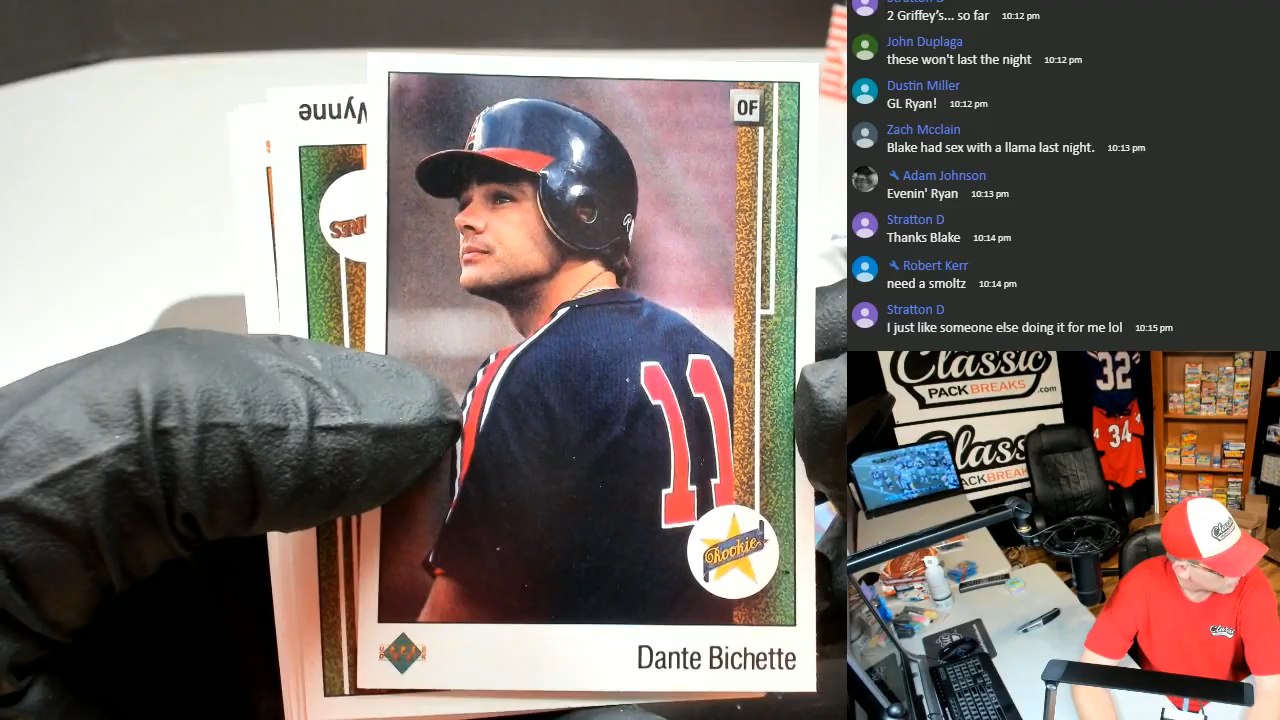 Stratton D
2 Griffey's... so far 10:12 pm
John Duplaga
these won't last the night 10:12 pm
Dustin Miller
GL Ryan! 10:12 pm
Zach Mcclain
Blake had sex with a llama last night. 10:13 pm
Adam Johnson
Evenin' Ryan 10:13 pm
Stratton D
Thanks Blake 10:14 pm
Robert Kerr
need a smoltz 10:14 pm
Stratton D
I just like someone else doing it for me lol 10:15 pm
Wynne
OF
11
Rookie
Dante Bichette
Classic
PACK BREAKS.com
Classic
PACKBREAKS
32
34